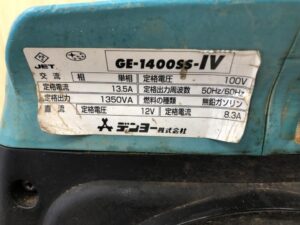 JET GE-1400SS-IV
交流 相 単相 定格電圧 100V
定格電流 13.5A 定格出力周波数 50Hz/60Hz
定格出力 1350VA 燃料の種類 無鉛ガソリン
直流 定格電圧 12V 定格電流 8.3A
デンヨー株式会社